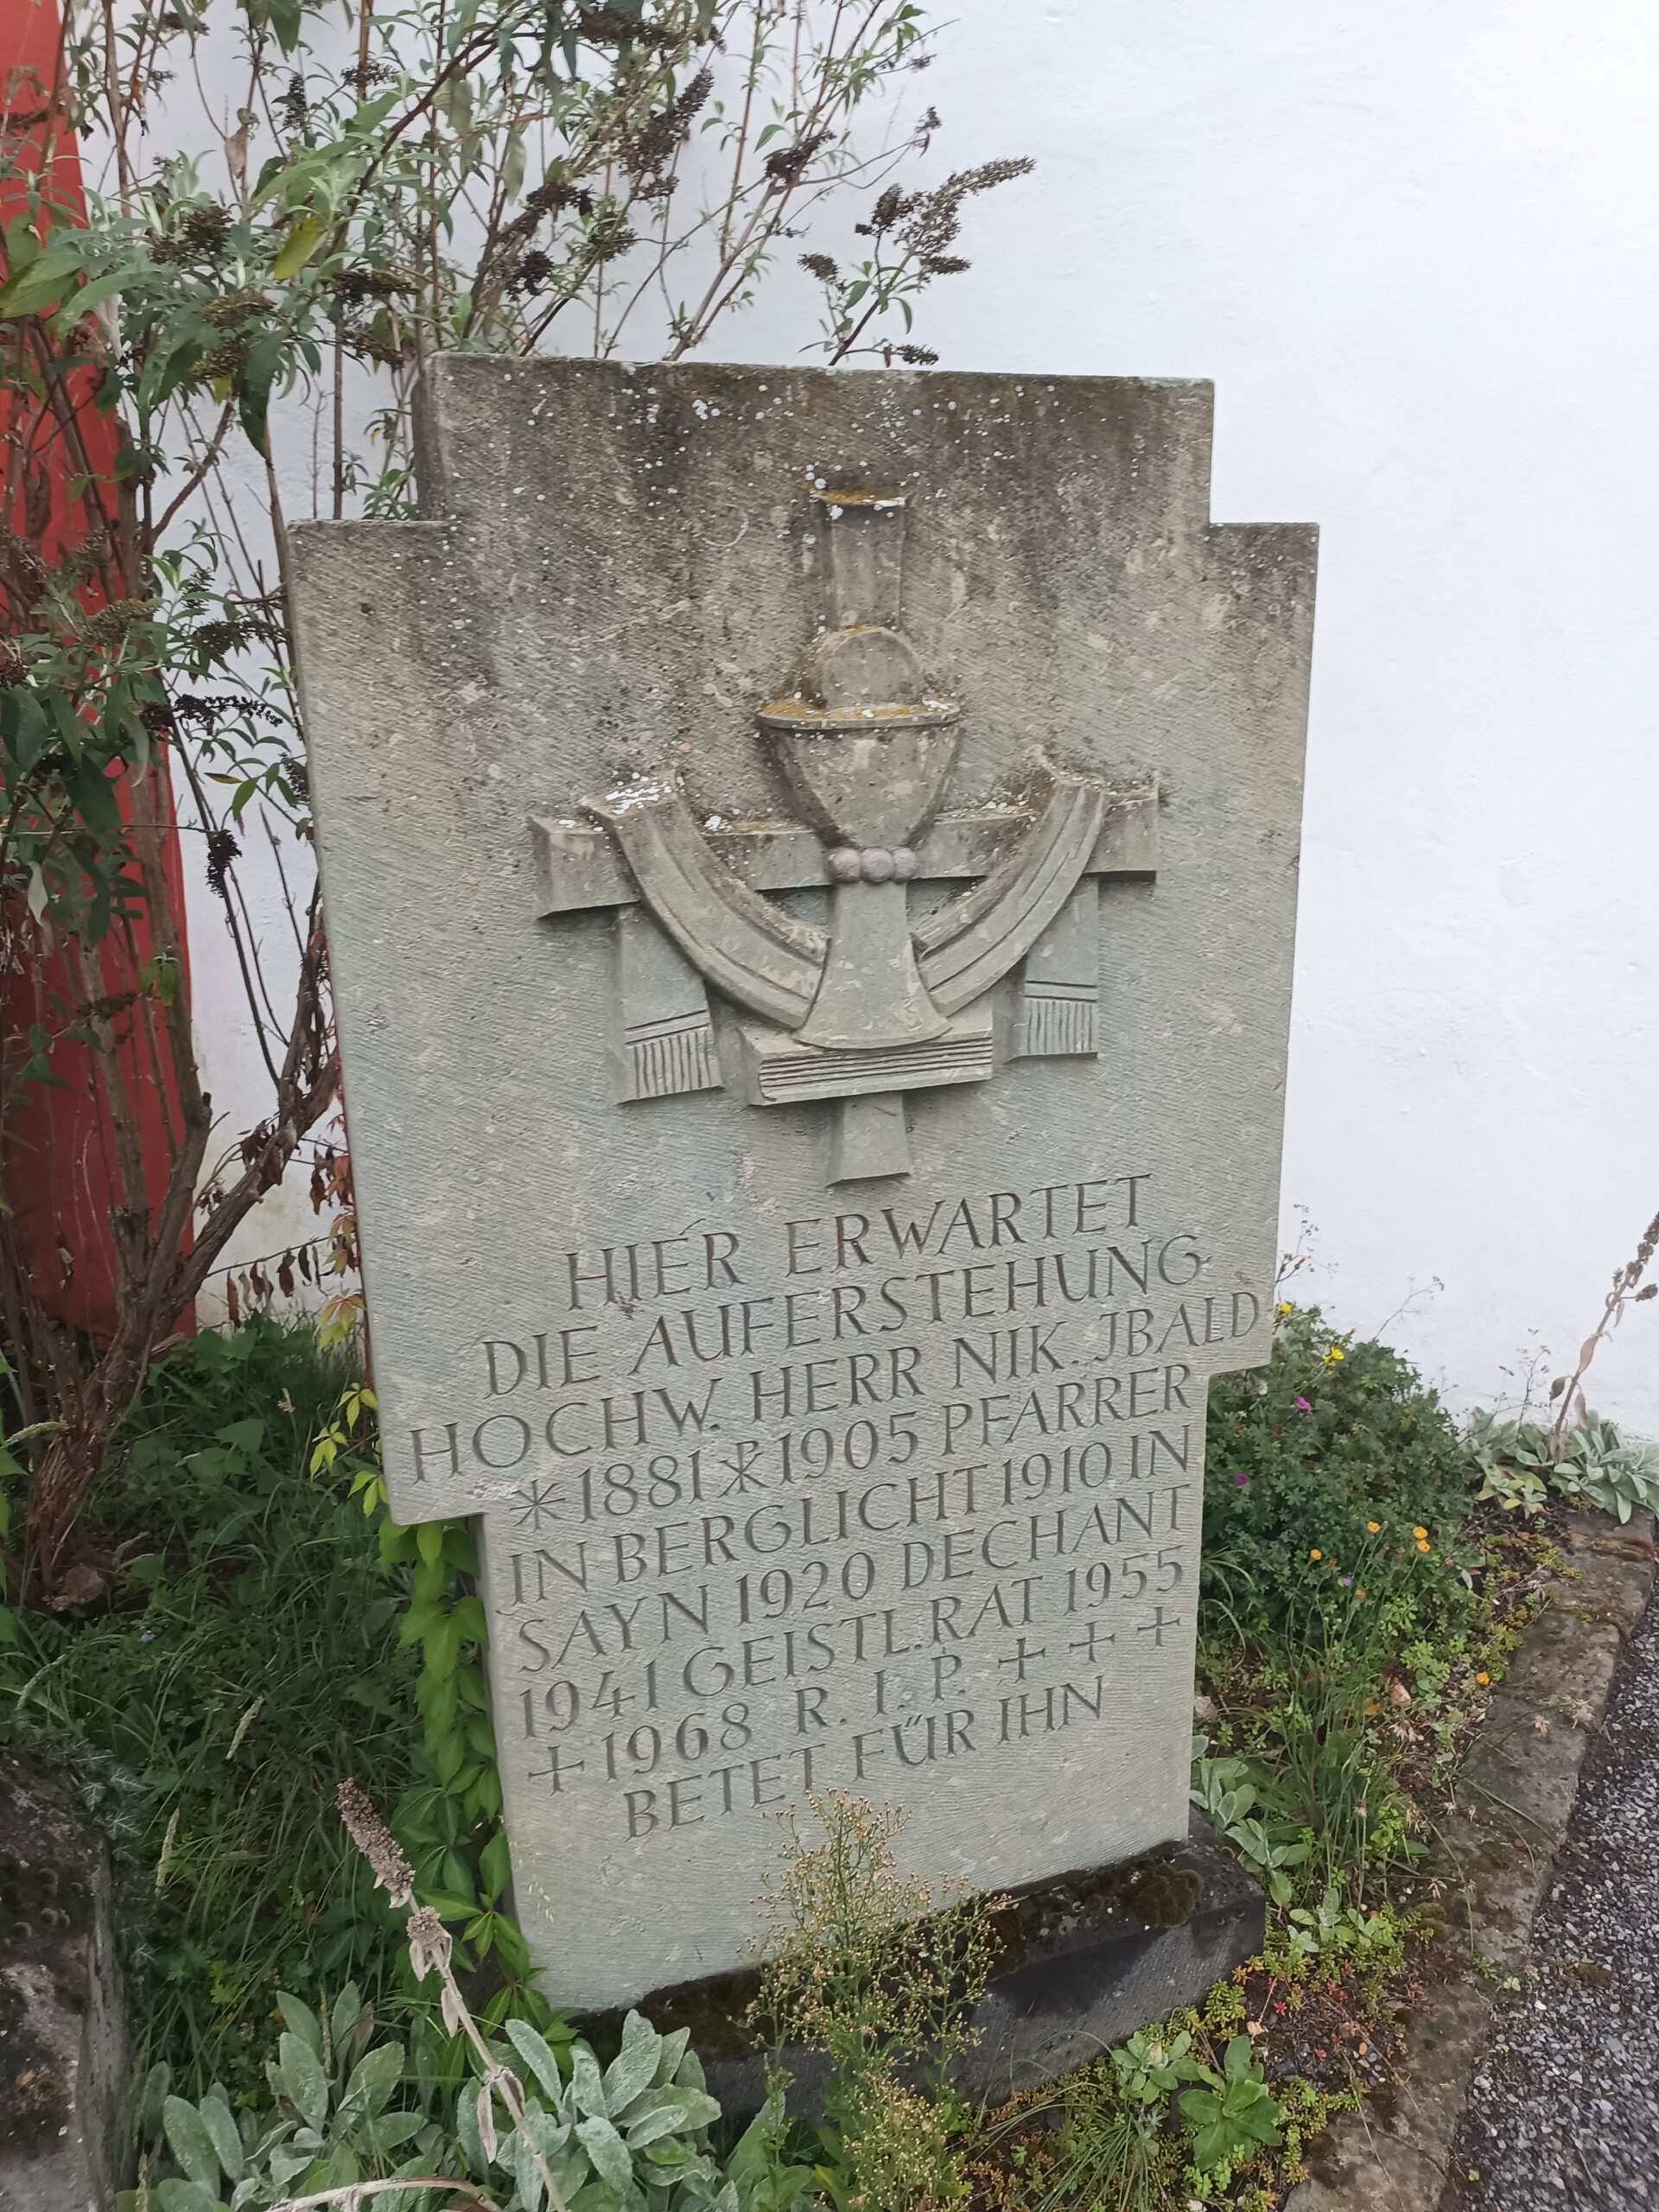 HIER ERWARTET
DIE AUFERSTEHUNG
HOCHW. HERR NIK. JBALD
*1881 ⳩ 1905 PFARRER
IN BERGLICHT 1910 IN
SAYN 1920 DECHANT
1941 GEISTL. RAT 1955
+1968 R. I. P. + + +
BETET FÜR IHN